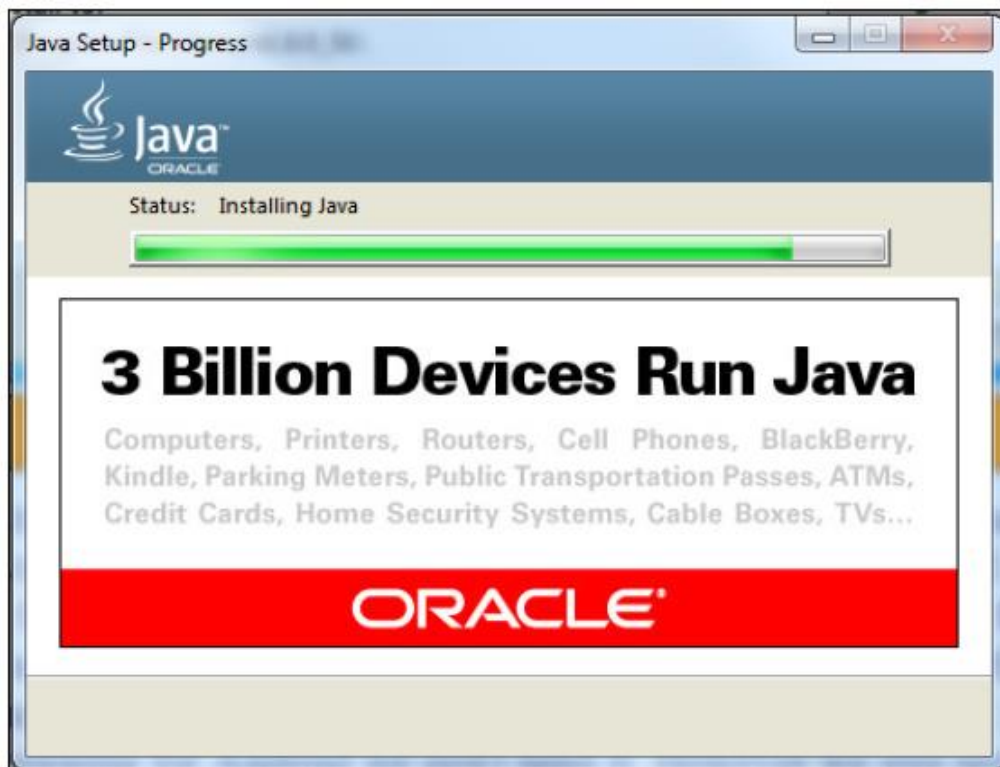 Java Setup - Progress
Java™
ORACLE
Status: Installing Java
3 Billion Devices Run Java
Computers, Printers, Routers, Cell Phones, BlackBerry,
Kindle, Parking Meters, Public Transportation Passes, ATMs,
Credit Cards, Home Security Systems, Cable Boxes, TVs...
ORACLE®